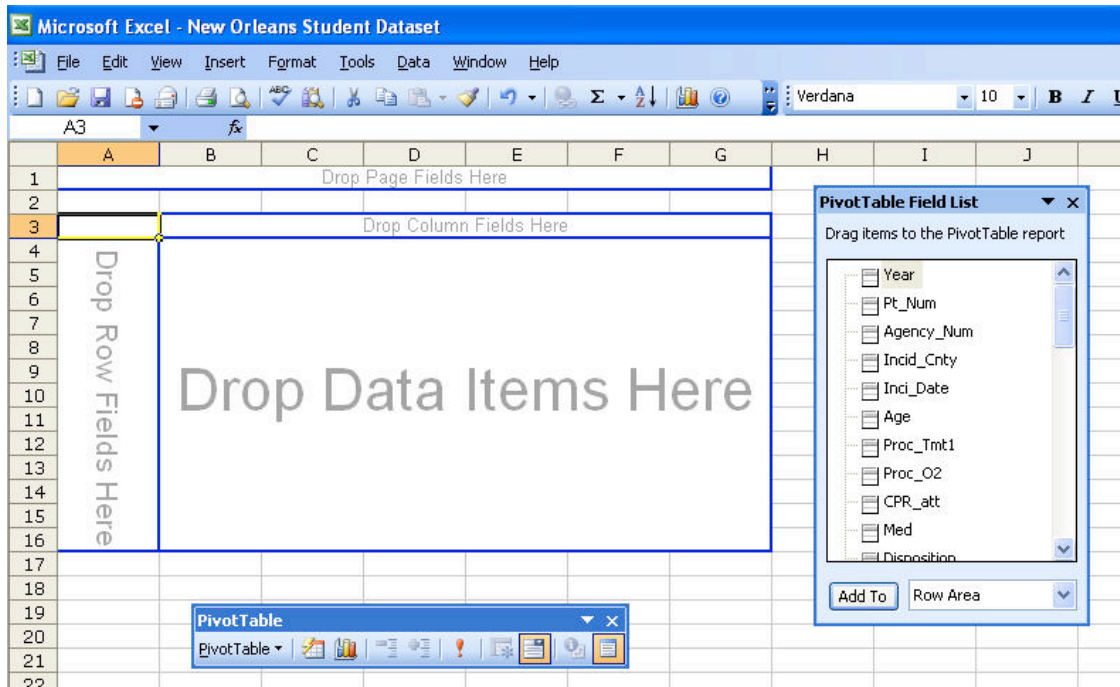 Microsoft Excel - New Orleans Student Dataset
File Edit View Insert Format Tools Data Window Help
Verdana 10 B I U
A3 fx
A B C D E F G H I J
1 Drop Page Fields Here
2
3 Drop Column Fields Here
4
5
6
7
8
9
10
11
12
13
14
15
16
17
18
19
20
21
22
Drop Row Fields Here
Drop Data Items Here
PivotTable Field List
Drag items to the PivotTable report
Year
Pt_Num
Agency_Num
Incid_Cnty
Inci_Date
Age
Proc_Tmt1
Proc_O2
CPR_att
Med
Disposition
Add To Row Area
PivotTable
PivotTable